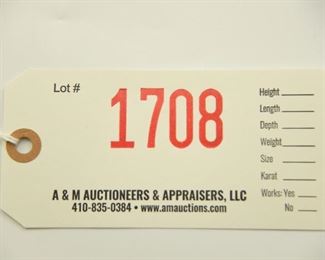 Lot #
1708
Height
Length
Depth
Weight
Size
Karat
Works: Yes
No
A & M AUCTIONEERS & APPRAISERS, LLC
410-835-0384 • www.amauctions.com